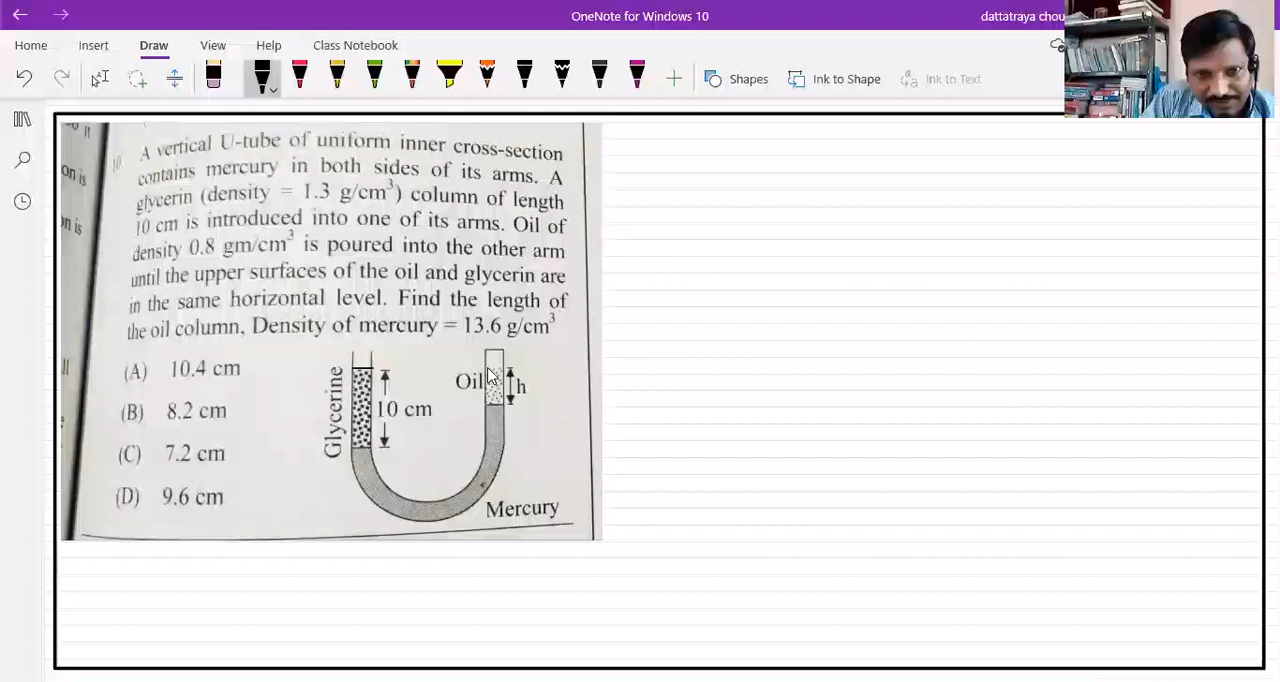 OneNote for Windows 10
dattatraya chou
Home Insert Draw View Help Class Notebook
Shapes Ink to Shape Ink to Text
10. A vertical U-tube of uniform inner cross-section
contains mercury in both sides of its arms. A
glycerin (density = 1.3 g/cm³) column of length
10 cm is introduced into one of its arms. Oil of
density 0.8 gm/cm³ is poured into the other arm
until the upper surfaces of the oil and glycerin are
in the same horizontal level. Find the length of
the oil column, Density of mercury = 13.6 g/cm³
on is
(A) 10.4 cm
(B) 8.2 cm
(C) 7.2 cm
(D) 9.6 cm
Glycerine
10 cm
Oil
h
Mercury